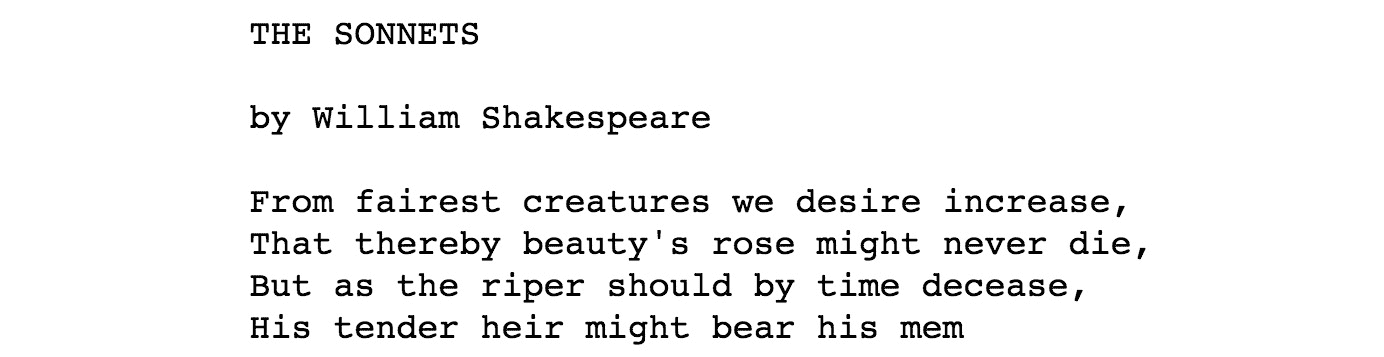 THE SONNETS
by William Shakespeare
From fairest creatures we desire increase,
That thereby beauty's rose might never die,
But as the riper should by time decease,
His tender heir might bear his mem